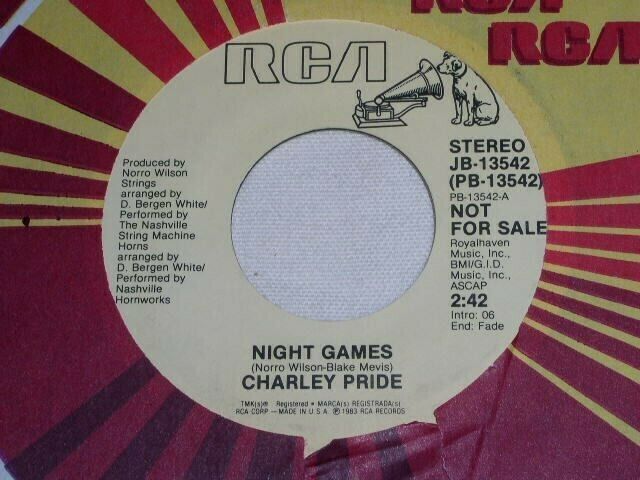 RCA
RCA
RCA
STEREO
JB-13542
(PB-13542)
PB-13542-A
NOT
FOR SALE
Royalhaven
Music, Inc.,
BMI/G.I.D.
Music, Inc.,
ASCAP
2:42
Intro: 06
End: Fade
Produced by
Norro Wilson
Strings
arranged by
D. Bergen White/
Performed by
The Nashville
String Machine
Horns
arranged by
D. Bergen White/
Performed by
Nashville
Hornworks
NIGHT GAMES
(Norro Wilson-Blake Mevis)
CHARLEY PRIDE
TMK(s)® Registered • MARCA(s) REGISTRADA(s)
RCA CORP — MADE IN U.S.A. ℗ 1983 RCA RECORDS